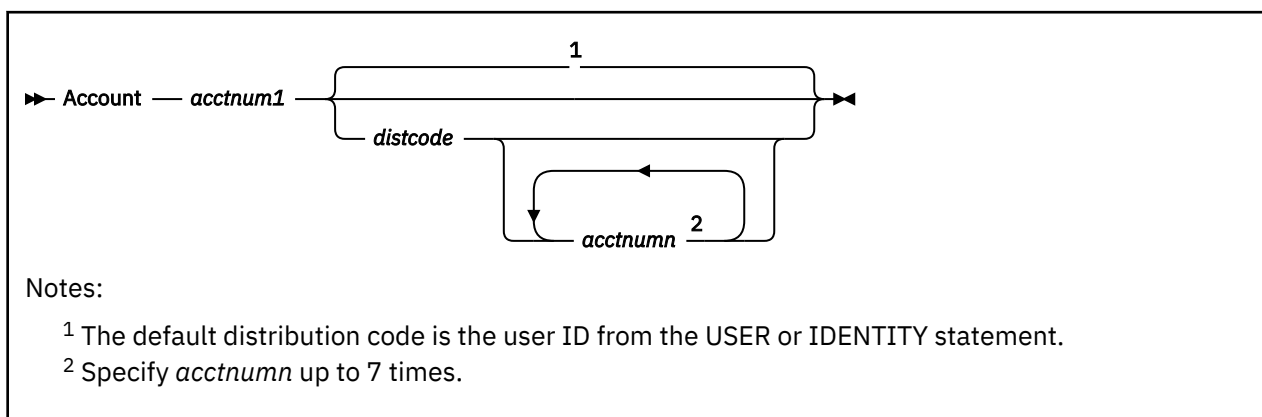 1
Account acctnum1
distcode
acctnumn 2
Notes:
1 The default distribution code is the user ID from the USER or IDENTITY statement.
2 Specify acctnumn up to 7 times.